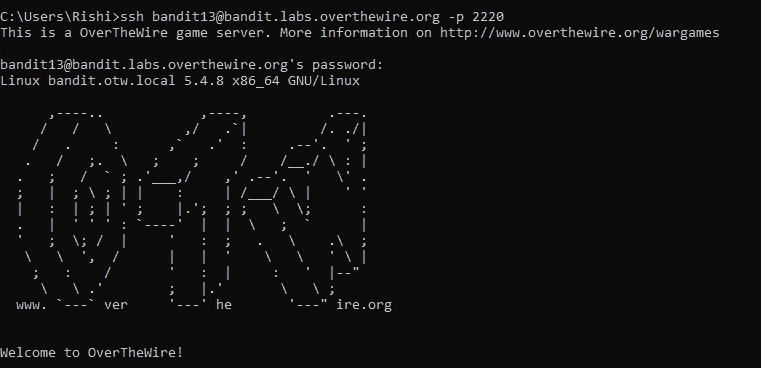 C:\Users\Rishi>ssh bandit13@bandit.labs.overthewire.org -p 2220
This is a OverTheWire game server. More information on http://www.overthewire.org/wargames
bandit13@bandit.labs.overthewire.org's password:
Linux bandit.otw.local 5.4.8 x86_64 GNU/Linux
www. `---` ver '---' he '---" ire.org
Welcome to OverTheWire!